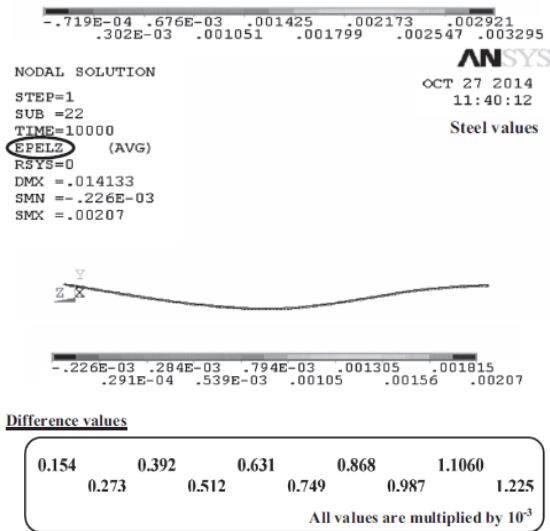 -.719E-04 .676E-03 .001425 .002173 .002921
.302E-03 .001051 .001799 .002547 .003295
ANSYS
NODAL SOLUTION
OCT 27 2014
11:40:12
STEP=1
SUB =22
TIME=10000
Steel values
EPELZ (AVG)
RSYS=0
DMX =.014133
SMN =-.226E-03
SMX =.00207
Y
Z X
-.226E-03 .284E-03 .794E-03 .001305 .001815
.291E-04 .539E-03 .00105 .00156 .00207
Difference values
0.154 0.392 0.631 0.868 1.1060
0.273 0.512 0.749 0.987 1.225
All values are multiplied by 10-3